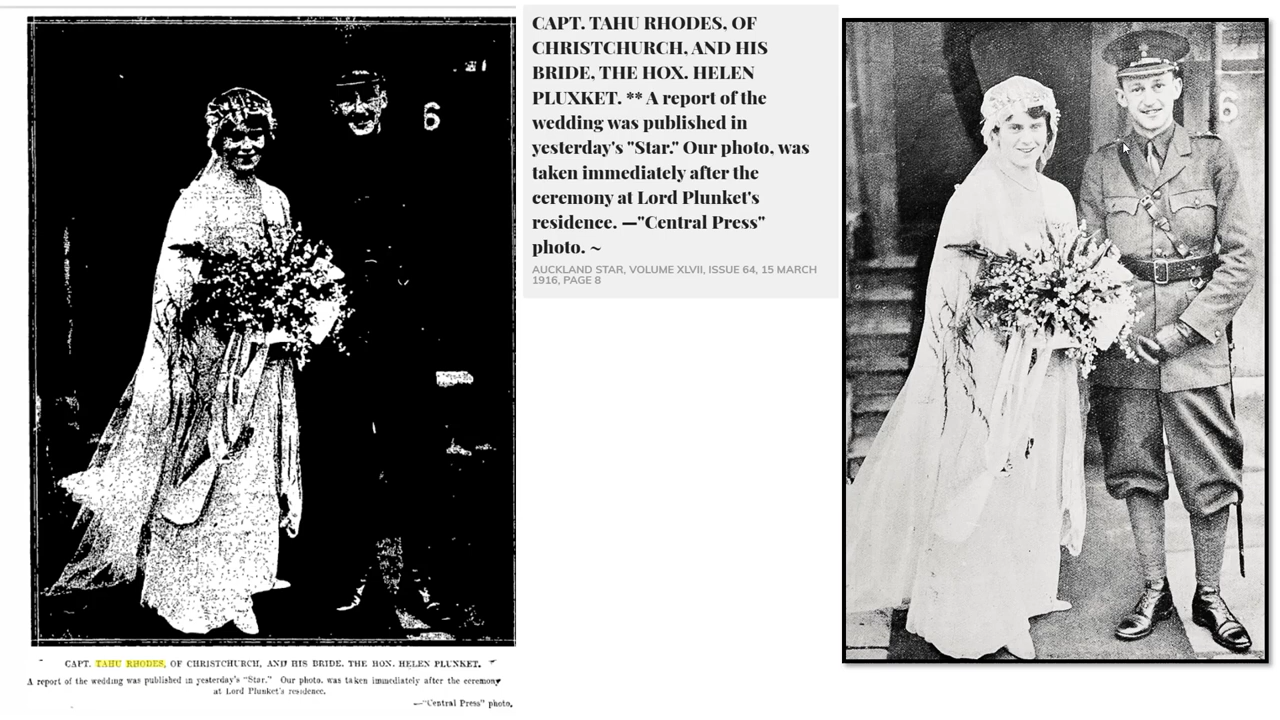 6
CAPT. TAHU RHODES, OF CHRISTCHURCH, AND HIS BRIDE, THE HON. HELEN PLUNKET.
A report of the wedding was published in yesterday's "Star." Our photo. was taken immediately after the ceremony
at Lord Plunket's residence.
—"Central Press" photo.
CAPT. TAHU RHODES, OF
CHRISTCHURCH, AND HIS
BRIDE, THE HOX. HELEN
PLUXKET. ** A report of the
wedding was published in
yesterday's "Star." Our photo, was
taken immediately after the
ceremony at Lord Plunket's
residence. —"Central Press"
photo. ~
AUCKLAND STAR, VOLUME XLVII, ISSUE 64, 15 MARCH
1916, PAGE 8
6